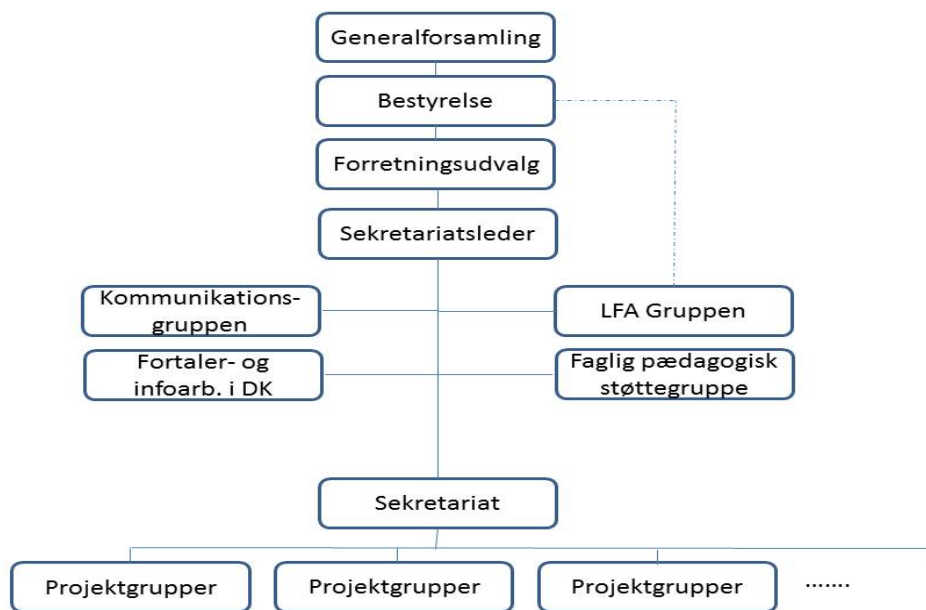 Generalforsamling
Bestyrelse
Forretningsudvalg
Sekretariatsleder
Kommunikations-
gruppen
LFA Gruppen
Fortaler- og
infoarb. i DK
Faglig pædagogisk
støttegruppe
Sekretariat
Projektgrupper
Projektgrupper
Projektgrupper
.......